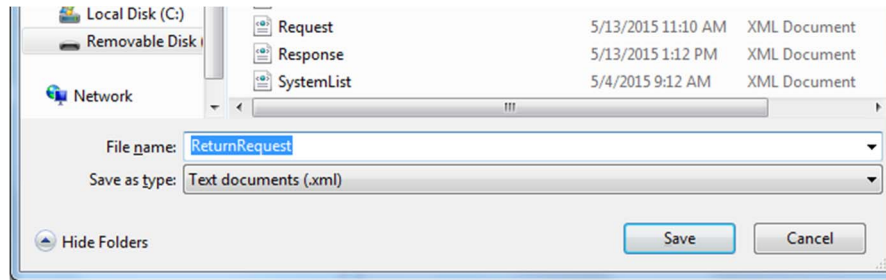 Local Disk (C:)
Removable Disk
Network
Request 5/13/2015 11:10 AM XML Document
Response 5/13/2015 1:12 PM XML Document
SystemList 5/4/2015 9:12 AM XML Document
File name: ReturnRequest
Save as type: Text documents (.xml)
Hide Folders
Save
Cancel